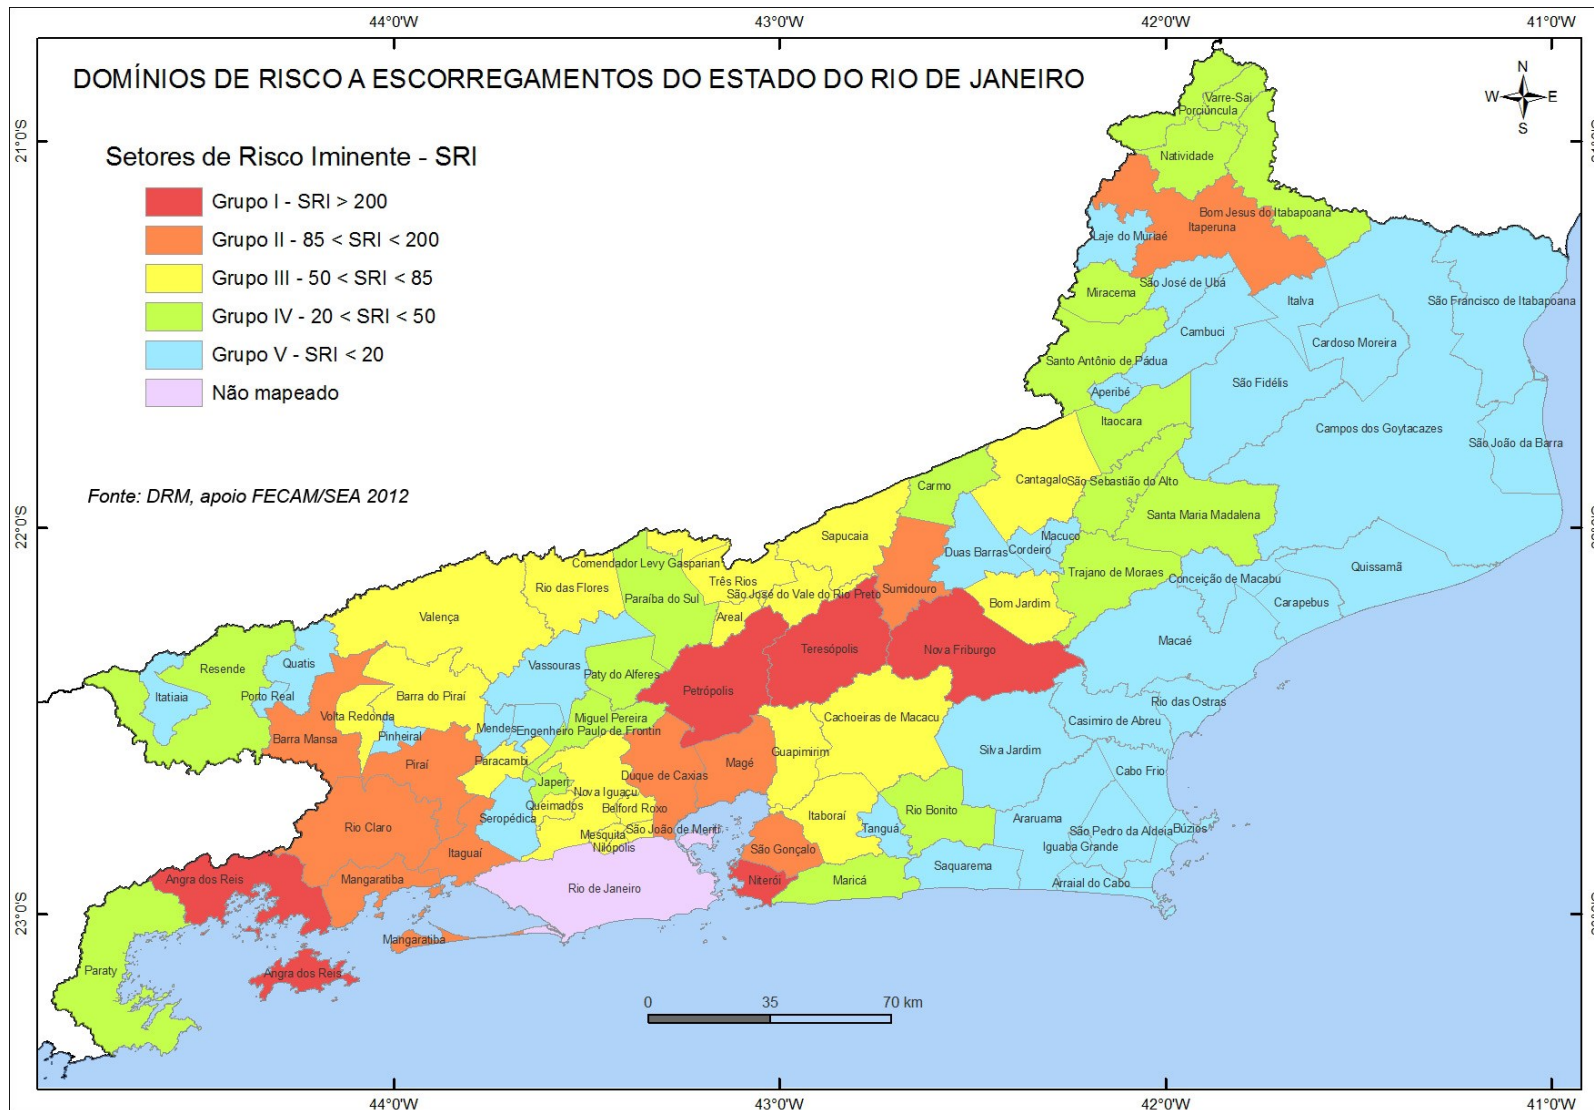 44°0'W
43°0'W
42°0'W
41°0'W
DOMÍNIOS DE RISCO A ESCORREGAMENTOS DO ESTADO DO RIO DE JANEIRO
N
W
E
S
21°0'S
Setores de Risco Iminente - SRI
Grupo I - SRI > 200
Grupo II - 85 < SRI < 200
Grupo III - 50 < SRI < 85
Grupo IV - 20 < SRI < 50
Grupo V - SRI < 20
Não mapeado
Fonte: DRM, apoio FECAM/SEA 2012
Varre-Sai
Porciúncula
Natividade
Bom Jesus do Itabapoana
Itaperuna
Laje do Muriaé
São José de Ubá
Miracema
Italva
São Francisco de Itabapoana
Cambuci
Cardoso Moreira
Santo Antônio de Pádua
São Fidélis
Aperibé
Itaocara
Campos dos Goytacazes
São João da Barra
Cantagalo
São Sebastião do Alto
Carmo
Santa Maria Madalena
22°0'S
Sapucaia
Macuco
Duas Barras
Cordeiro
Comendador Levy Gasparian
Quissamã
Trajano de Moraes
Conceição de Macabu
Três Rios
Rio das Flores
São José do Vale do Rio Preto
Sumidouro
Paraíba do Sul
Carapebus
Bom Jardim
Areal
Valença
Macaé
Teresópolis
Nova Friburgo
Resende
Quatis
Vassouras
Paty do Alferes
Petrópolis
Itatiaia
Porto Real
Barra do Piraí
Rio das Ostras
Volta Redonda
Miguel Pereira
Cachoeiras de Macacu
Casimiro de Abreu
Mendes
Engenheiro Paulo de Frontin
Barra Mansa
Pinheiral
Silva Jardim
Guapimirim
Piraí
Paracambi
Magé
Cabo Frio
Duque de Caxias
Japeri
Nova Iguaçu
Queimados
Belford Roxo
Rio Bonito
Seropédica
Itaboraí
Araruama
Rio Claro
São João de Meriti
Tanguá
São Pedro da Aldeia
Búzios
Mesquita
Nilópolis
São Gonçalo
Iguaba Grande
Itaguaí
Saquarema
Angra dos Reis
Mangaratiba
Niterói
Maricá
Arraial do Cabo
Rio de Janeiro
23°0'S
Mangaratiba
Paraty
Angra dos Reis
0
35
70 km
44°0'W
43°0'W
42°0'W
41°0'W